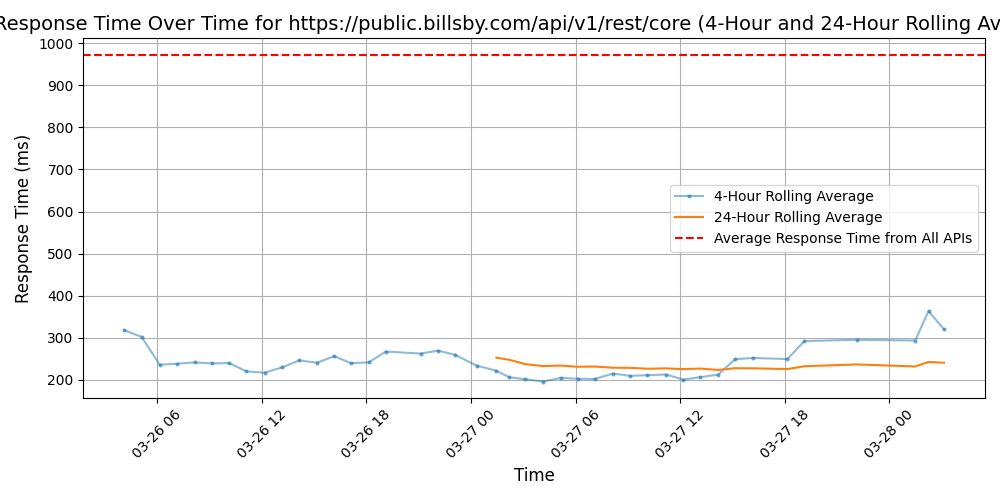 Response Time Over Time for https://public.billsby.com/api/v1/rest/core (4-Hour and 24-Hour Rolling Av
1000
900
800
700
600
500
400
300
200
Response Time (ms)
4-Hour Rolling Average
24-Hour Rolling Average
Average Response Time from All APIs
03-26 06
03-26 12
03-26 18
03-27 00
03-27 06
03-27 12
03-27 18
03-28 00
Time